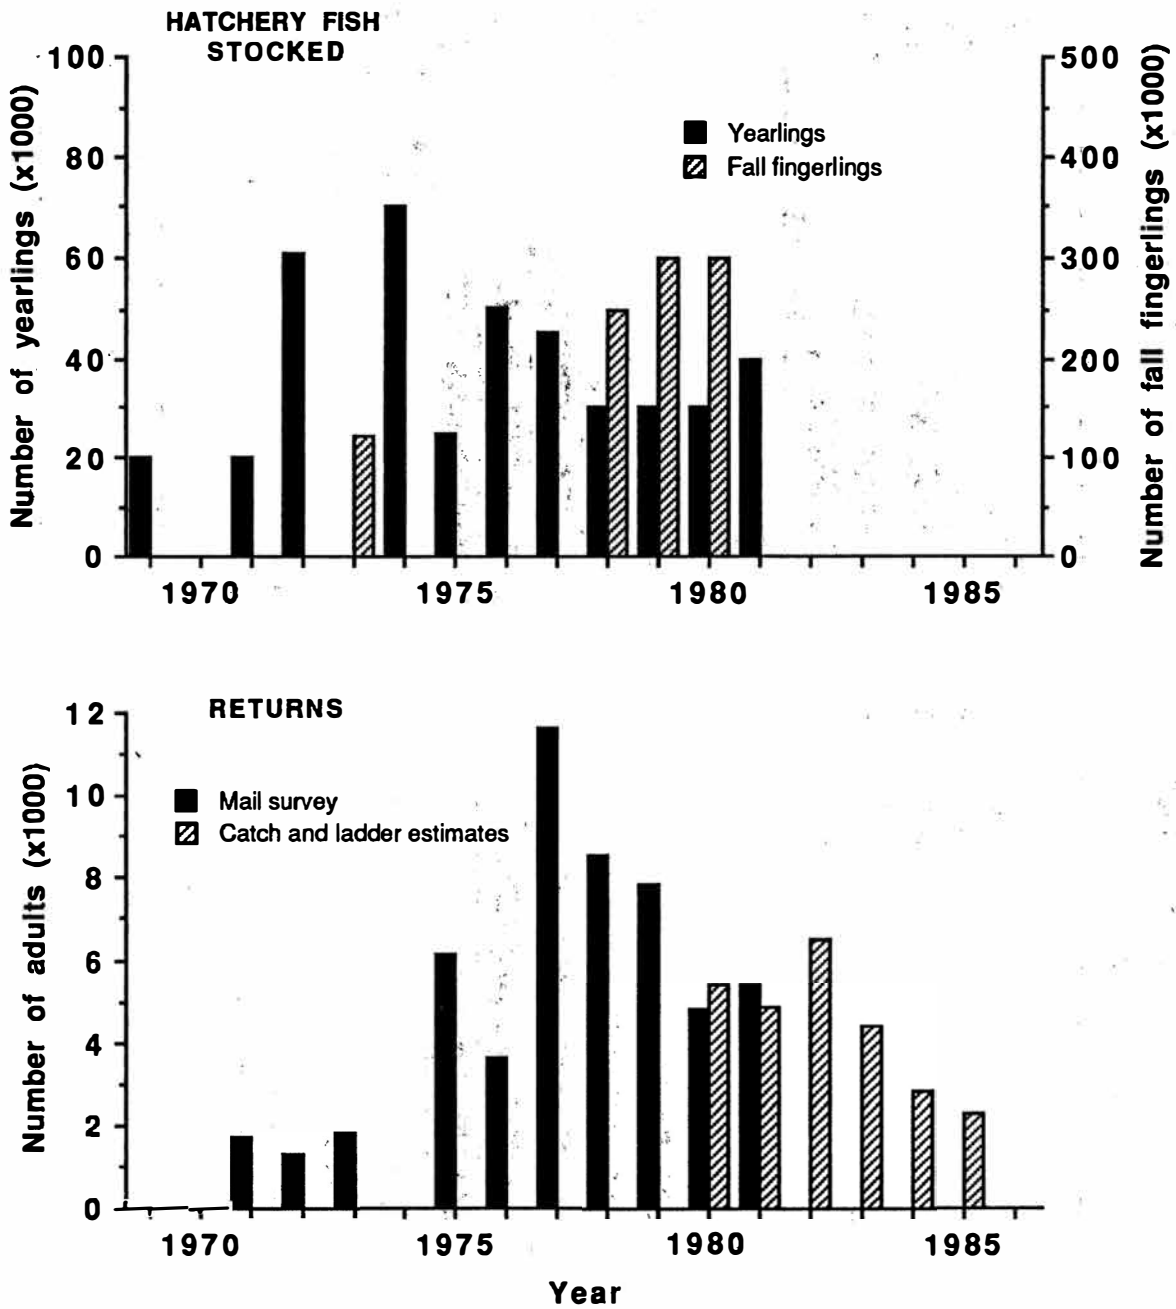 HATCHERY FISH
STOCKED
Number of yearlings (x1000)
100
80
60
40
20
0
Yearlings
Fall fingerlings
500
400
300
200
100
0
Number of fall fingerlings (x1000)
1970 1975 1980 1985
RETURNS
Number of adults (x1000)
12
10
8
6
4
2
0
Mail survey
Catch and ladder estimates
1970 1975 1980 1985
Year